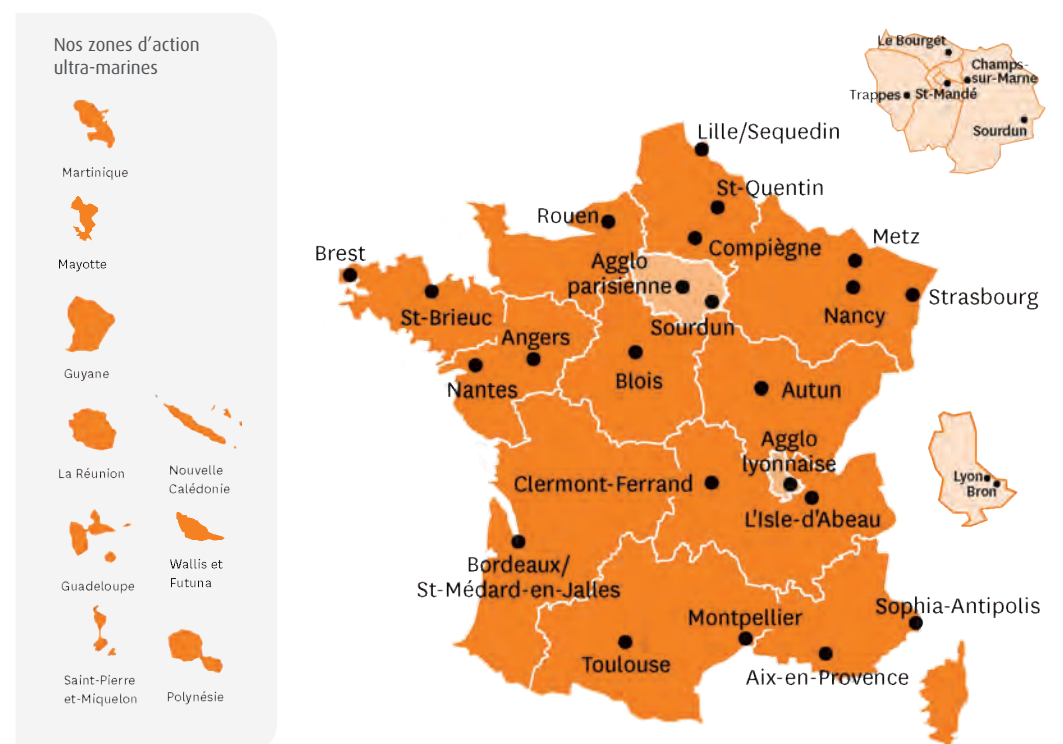 Nos zones d'action
ultra-marines
Martinique
Mayotte
Guyane
La Réunion
Nouvelle
Calédonie
Guadeloupe
Wallis et
Futuna
Saint-Pierre
et-Miquelon
Polynésie
Le Bourget
Champs-
sur-Marne
Trappes
St-Mandé
Sourdun
Lille/Sequedin
St-Quentin
Rouen
Compiègne
Metz
Brest
Agglo
parisienne
Strasbourg
St-Brieuc
Sourdun
Nancy
Angers
Nantes
Blois
Autun
Agglo
lyonnaise
Clermont-Ferrand
L'Isle-d'Abeau
Lyon
Bron
Bordeaux/
St-Médard-en-Jalles
Sophia-Antipolis
Montpellier
Toulouse
Aix-en-Provence